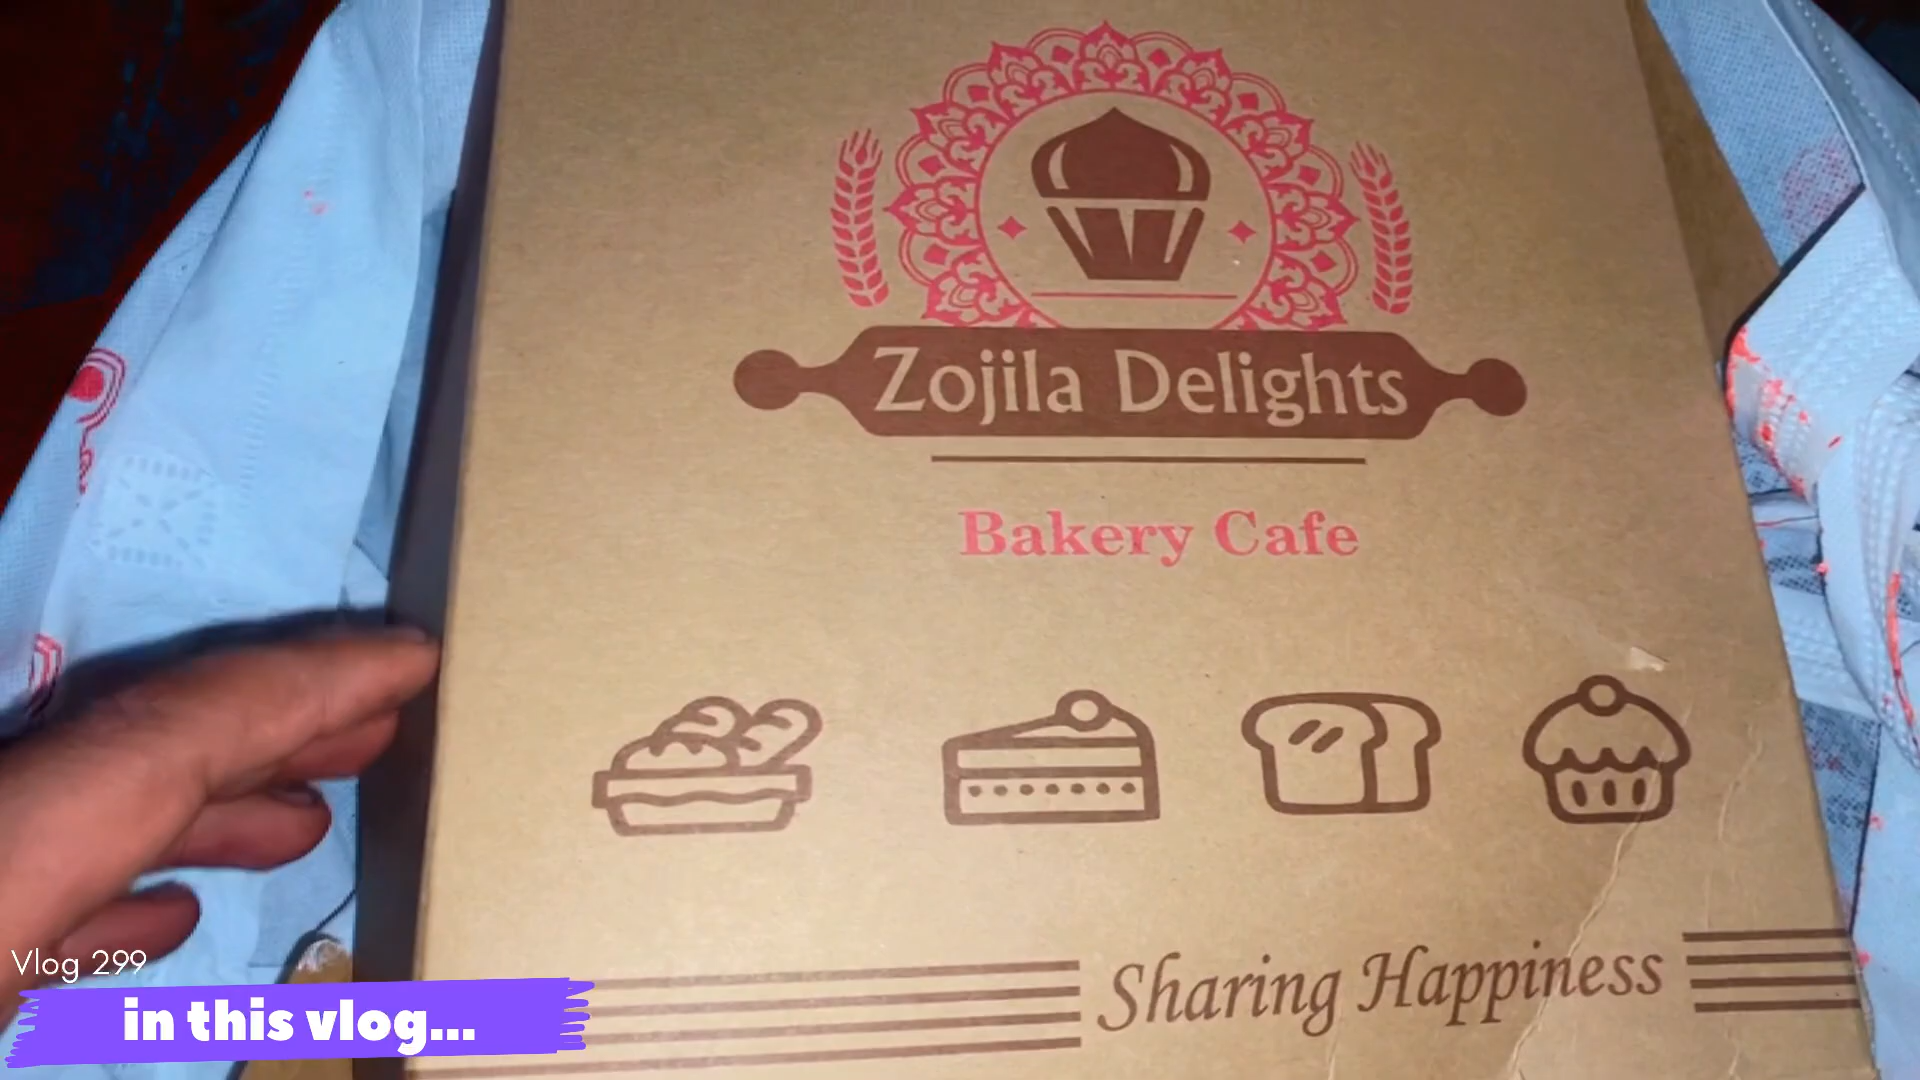 Zojila Delights
Bakery Cafe
Sharing Happiness
Vlog 299
in this vlog...